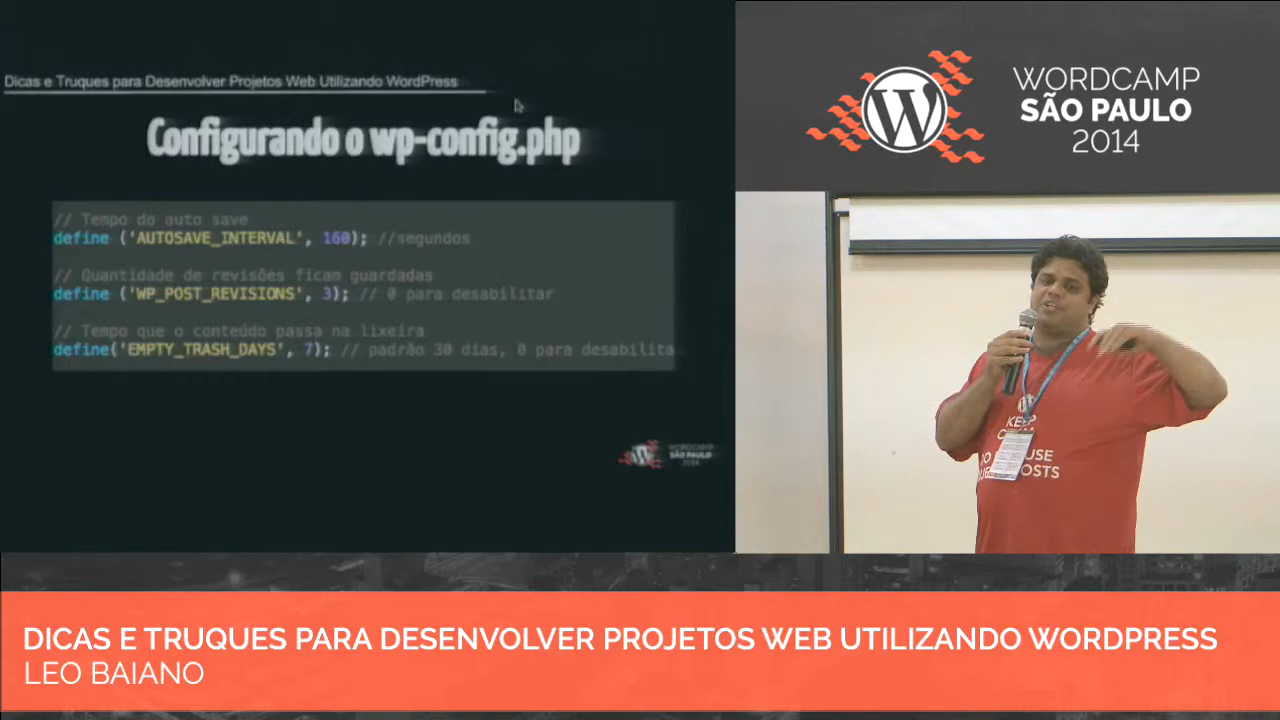 Dicas e Truques para Desenvolver Projetos Web Utilizando WordPress
Configurando o wp-config.php
// Tempo do auto save
define ('AUTOSAVE_INTERVAL', 160); //segundos
// Quantidade de revisões ficam guardadas
define ('WP_POST_REVISIONS', 3); // 0 para desabilitar
// Tempo que o conteúdo passa na lixeira
define('EMPTY_TRASH_DAYS', 7); // padrão 30 dias, 0 para desabilita
WORDCAMP
SÃO PAULO
2014
WORDCAMP
SÃO PAULO
2014
KEEP
USE
POSTS
DICAS E TRUQUES PARA DESENVOLVER PROJETOS WEB UTILIZANDO WORDPRESS
LEO BAIANO